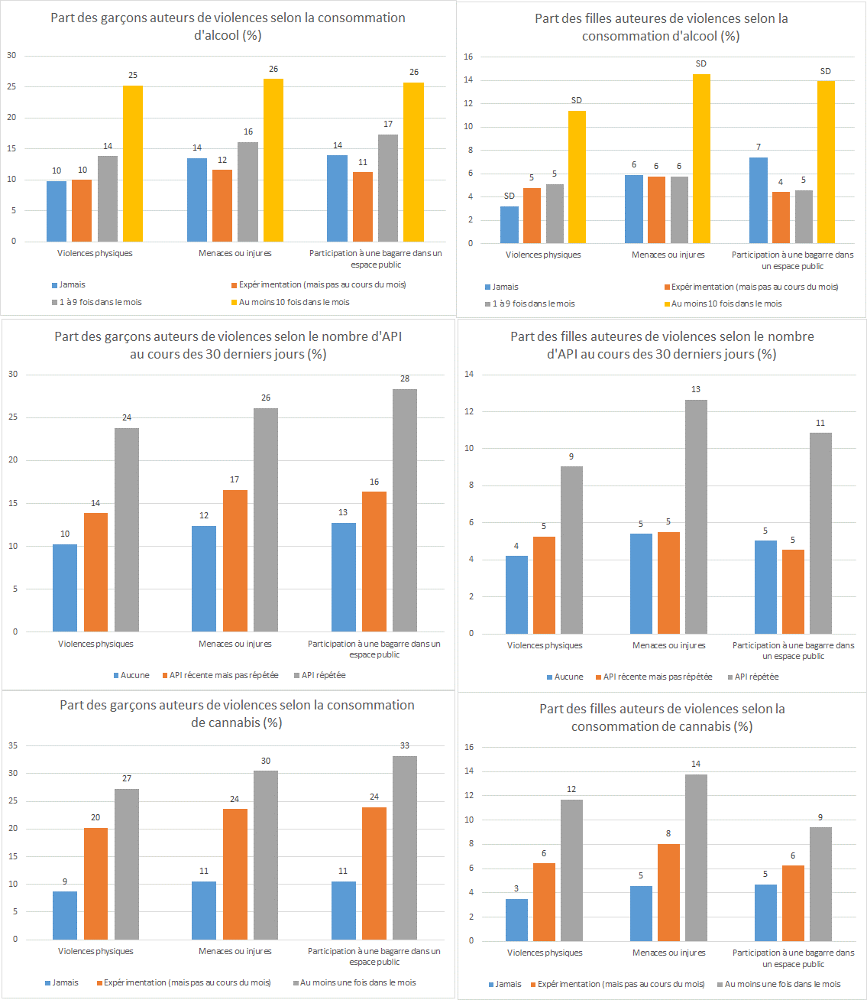 Part des garçons auteurs de violences selon la consommation
d'alcool (%)
30
25
20
15
10
5
0
10
10
14
25
14
12
16
26
14
11
17
26
Violences physiques
Menaces ou injures
Participation à une bagarre dans un
espace public
Jamais
Expérimentation (mais pas au cours du mois)
1 à 9 fois dans le mois
Au moins 10 fois dans le mois
Part des filles auteures de violences selon la
consommation d'alcool (%)
16
14
12
10
8
6
4
2
0
SD
5
5
SD
6
6
6
SD
7
4
5
SD
Violences physiques
Menaces ou injures
Participation à une bagarre dans
un espace public
Jamais
Expérimentation (mais pas au cours du mois)
1 à 9 fois dans le mois
Au moins 10 fois dans le mois
Part des garçons auteurs de violences selon le nombre d'API
au cours des 30 derniers jours (%)
30
25
20
15
10
5
0
10
14
24
12
17
26
13
16
28
Violences physiques
Menaces ou injures
Participation à une bagarre dans un
espace public
Aucune
API récente mais pas répétée
API répétée
Part des filles auteures de violences selon le nombre
d'API au cours des 30 derniers jours (%)
14
12
10
8
6
4
2
0
4
5
9
5
5
13
5
5
11
Violences physiques
Menaces ou injures
Participation à une bagarre dans
un espace public
Aucune
API récente mais pas répétée
API répétée
Part des garçons auteurs de violences selon la consommation
de cannabis (%)
35
30
25
20
15
10
5
0
9
20
27
11
24
30
11
24
33
Violences physiques
Menaces ou injures
Participation à une bagarre dans un
espace public
Jamais
Expérimentation (mais pas au cours du mois)
Au moins une fois dans le mois
Part des filles auteurs de violences selon la
consommation de cannabis (%)
16
14
12
10
8
6
4
2
0
3
6
12
5
8
14
5
6
9
Violences physiques
Menaces ou injures
Participation à une bagarre dans
un espace public
Jamais
Expérimentation (mais pas au cours du mois)
Au moins une fois dans le mois